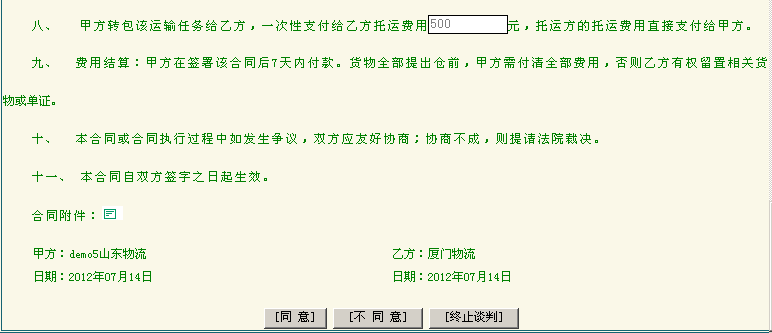 八、 甲方转包该运输任务给乙方，一次性支付给乙方托运费用500元，托运方的托运费用直接支付给甲方。
九、 费用结算：甲方在签署该合同后7天内付款。货物全部提出仓前，甲方需付清全部费用，否则乙方有权留置相关货
物或单证。
十、 本合同或合同执行过程中如发生争议，双方应友好协商；协商不成，则提请法院裁决。
十一、 本合同自双方签字之日起生效。
合同附件：
甲方：demo5山东物流 乙方：厦门物流
日期：2012年07月14日 日期：2012年07月14日
[同 意] [不 同 意] [终止谈判]